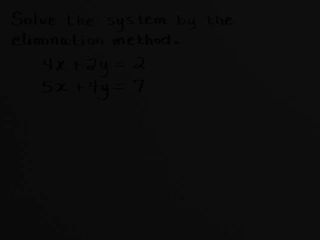 Solve the system by the
elimination method.
4x + 2y = 2
5x + 4y = 7